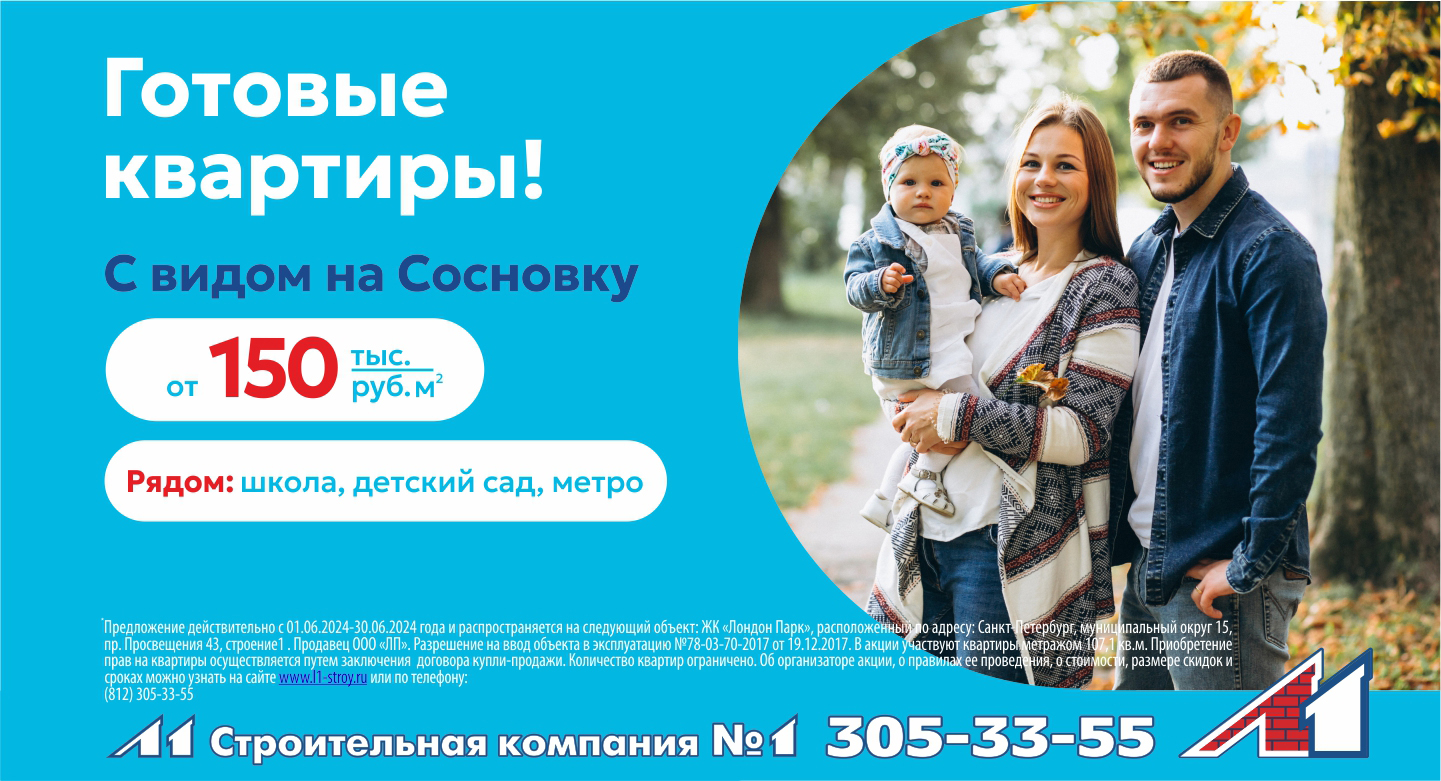 Готовые
квартиры!
С видом на Сосновку
от 150 тыс.
руб. м²
Рядом: школа, детский сад, метро
*Предложение действительно с 01.06.2024-30.06.2024 года и распространяется на следующий объект: ЖК «Лондон Парк», расположенный по адресу: Санкт-Петербург, муниципальный округ 15,
пр. Просвещения 43, строение1 . Продавец ООО «ЛП». Разрешение на ввод объекта в эксплуатацию №78-03-70-2017 от 19.12.2017. В акции участвуют квартиры метражом 107,1 кв.м. Приобретение
прав на квартиры осуществляется путем заключения договора купли-продажи. Количество квартир ограничено. Об организаторе акции, о правилах ее проведения, о стоимости, размере скидок и
сроках можно узнать на сайте www.l1-stroy.ru или по телефону:
(812) 305-33-55
Л1 Строительная компания №1 305-33-55 Л1